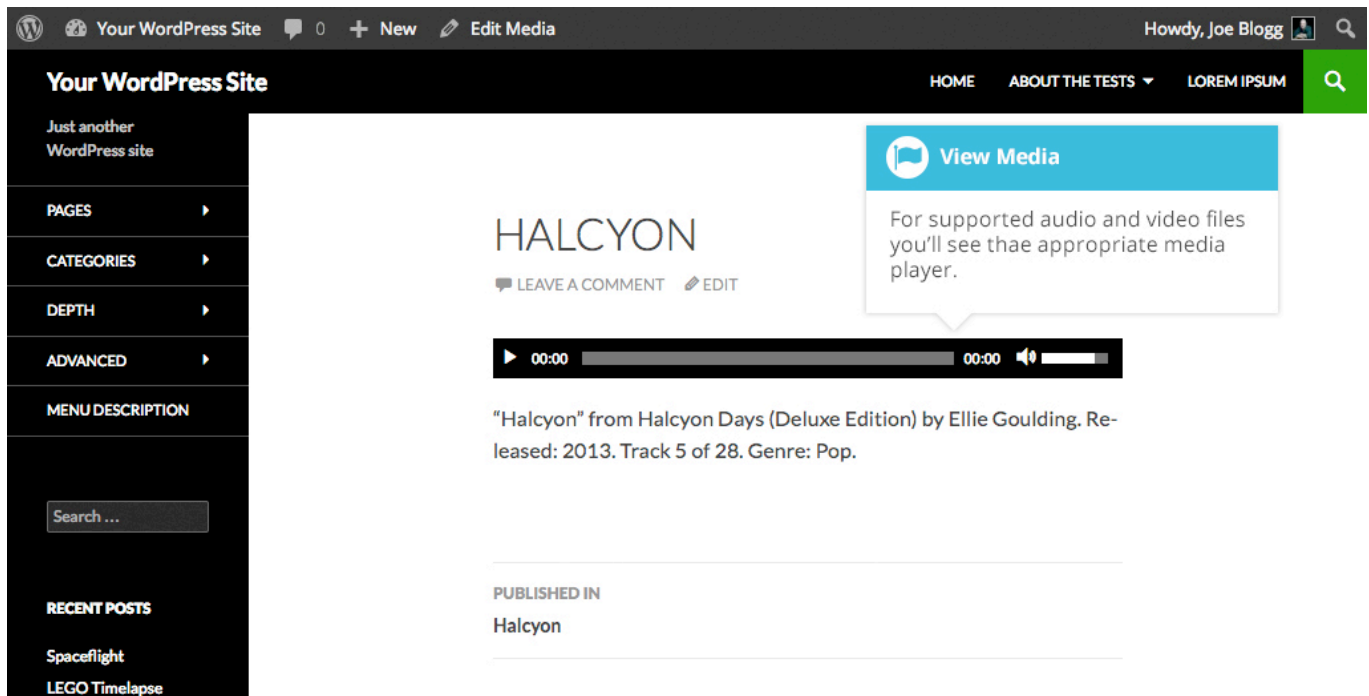 Your WordPress Site 0 New Edit Media Howdy, Joe Blogg
Your WordPress Site HOME ABOUT THE TESTS LOREM IPSUM
Just another
WordPress site
PAGES
CATEGORIES
DEPTH
ADVANCED
MENU DESCRIPTION
Search ...
RECENT POSTS
Spaceflight
LEGO Timelapse
View Media
For supported audio and video files
you'll see thae appropriate media
player.
HALCYON
LEAVE A COMMENT EDIT
00:00 00:00
“Halcyon” from Halcyon Days (Deluxe Edition) by Ellie Goulding. Re-
leased: 2013. Track 5 of 28. Genre: Pop.
PUBLISHED IN
Halcyon